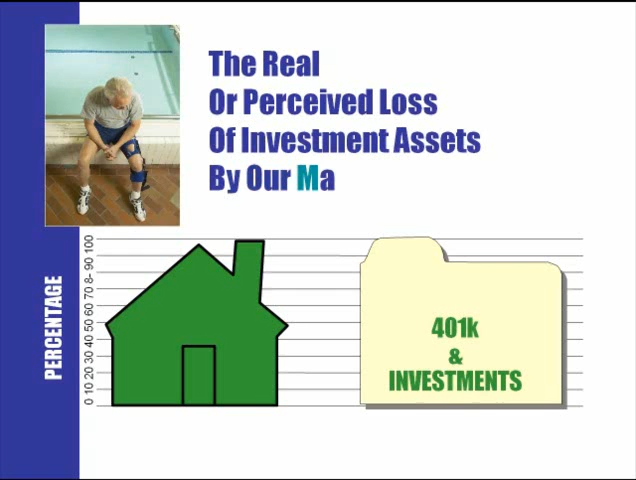 The Real
Or Perceived Loss
Of Investment Assets
By Our Ma
PERCENTAGE
100
8- 90
70
60
50
40
30
20
10
0
401k
&
INVESTMENTS